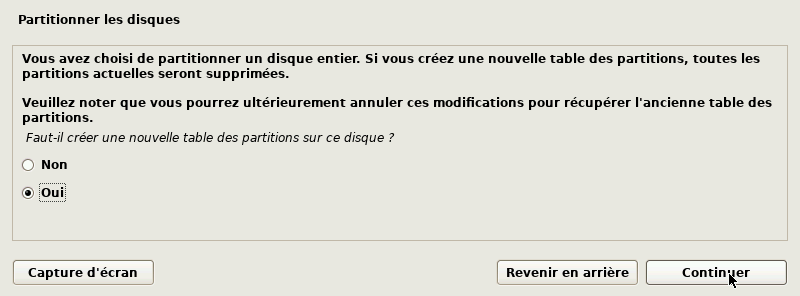 Partitionner les disques
Vous avez choisi de partitionner un disque entier. Si vous créez une nouvelle table des partitions, toutes les
partitions actuelles seront supprimées.
Veuillez noter que vous pourrez ultérieurement annuler ces modifications pour récupérer l'ancienne table des
partitions.
Faut-il créer une nouvelle table des partitions sur ce disque ?
Non
Oui
Capture d'écran
Revenir en arrière
Continuer